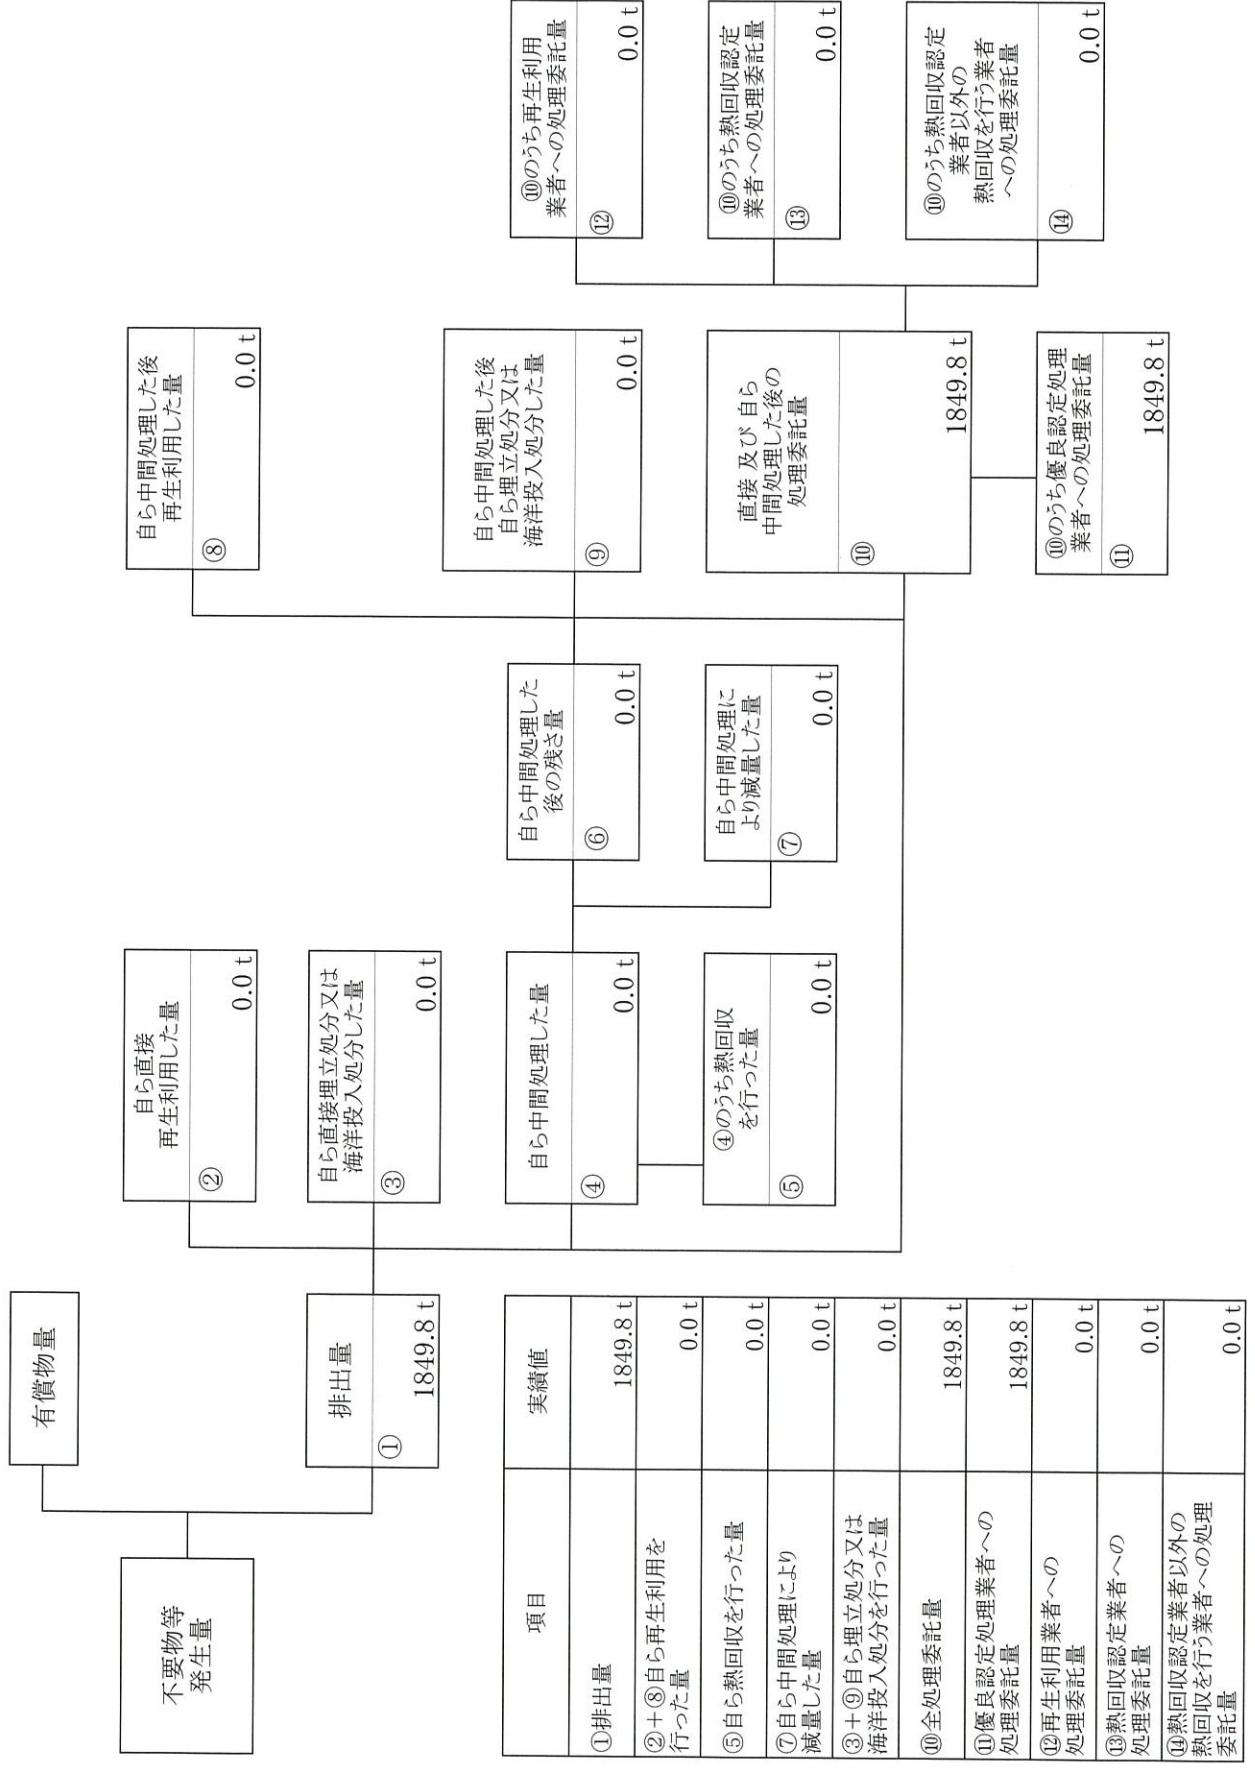 有償物量
不要物等
発生量
排出量
①
1849.8 t
自ら直接
再生利用した量
②
0.0 t
自ら直接埋立処分又は
海洋投入処分した量
③
0.0 t
自ら中間処理した量
④
0.0 t
④のうち熱回収
を行った量
⑤
0.0 t
自ら中間処理した
後の残さ量
⑥
0.0 t
自ら中間処理に
より減量した量
⑦
0.0 t
自ら中間処理した後
再生利用した量
⑧
0.0 t
自ら中間処理した後
自ら埋立処分又は
海洋投入処分した量
⑨
0.0 t
直接 及び 自ら
中間処理した後の
処理委託量
⑩
1849.8 t
⑩のうち優良認定処理
業者への処理委託量
⑪
1849.8 t
⑩のうち再生利用
業者への処理委託量
⑫
0.0 t
⑩のうち熱回収認定
業者への処理委託量
⑬
0.0 t
⑩のうち熱回収認定
業者以外の
熱回収を行う業者
への処理委託量
⑭
0.0 t
項目
実績値
①排出量
1849.8 t
②＋⑧自ら再生利用を
行った量
0.0 t
⑤自ら熱回収を行った量
0.0 t
⑦自ら中間処理により
減量した量
0.0 t
③＋⑨自ら埋立処分又は
海洋投入処分を行った量
0.0 t
⑩全処理委託量
1849.8 t
⑪優良認定処理業者への
処理委託量
1849.8 t
⑫再生利用業者への
処理委託量
0.0 t
⑬熱回収認定業者への
処理委託量
0.0 t
⑭熱回収認定業者以外の
熱回収を行う業者への処理
委託量
0.0 t